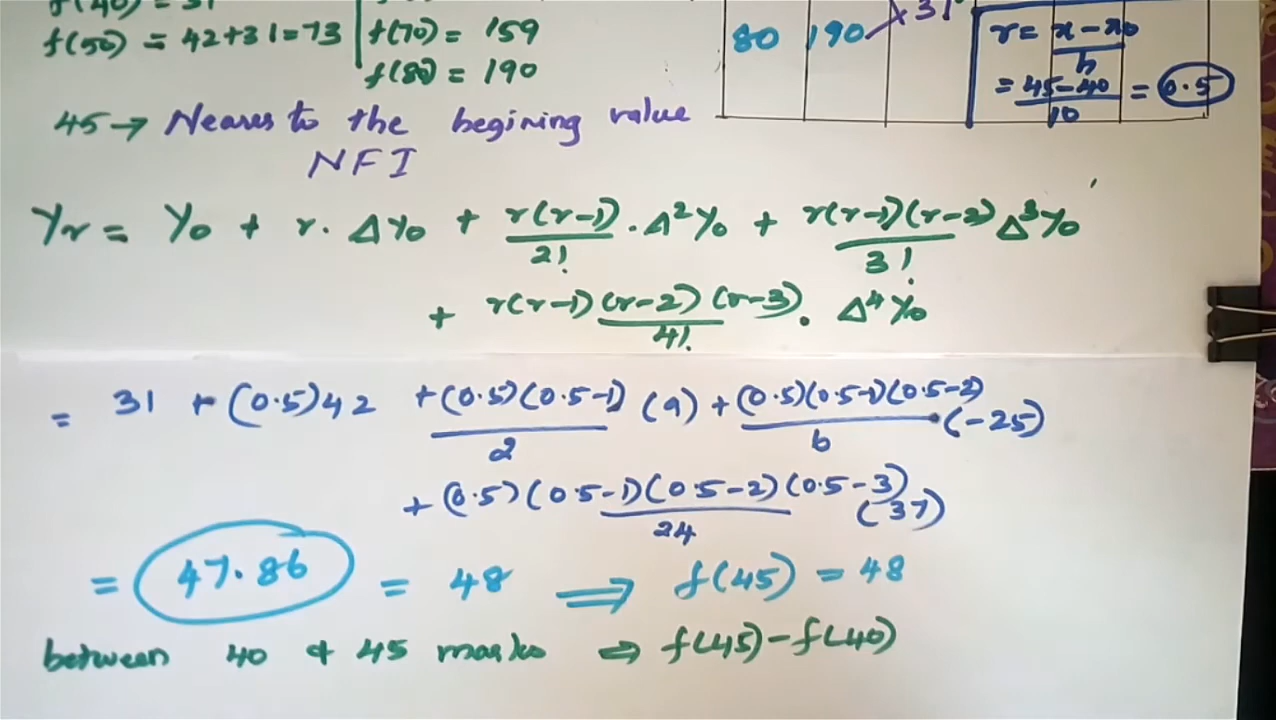 f(40) = 31
f(50) = 42+31=73
f(70) = 159
f(80) = 190
80 190 31
r = x - x0 / h
= 45-40 / 10 = 0.5
45 → Neares to the begining value
NFI
Yr = Y0 + r. ΔY0 + r(r-1)/2! . Δ²Y0 + r(r-1)(r-2)/3! Δ³Y0
+ r(r-1)(r-2)(r-3)/4! . Δ⁴Y0
= 31 + (0.5)42 + (0.5)(0.5-1)/2 (9) + (0.5)(0.5-1)(0.5-2)/6 (-25)
+ (0.5)(0.5-1)(0.5-2)(0.5-3)/24 (37)
= 47.86 = 48 ⟹ f(45) = 48
between 40 & 45 marks ⇒ f(45)-f(40)